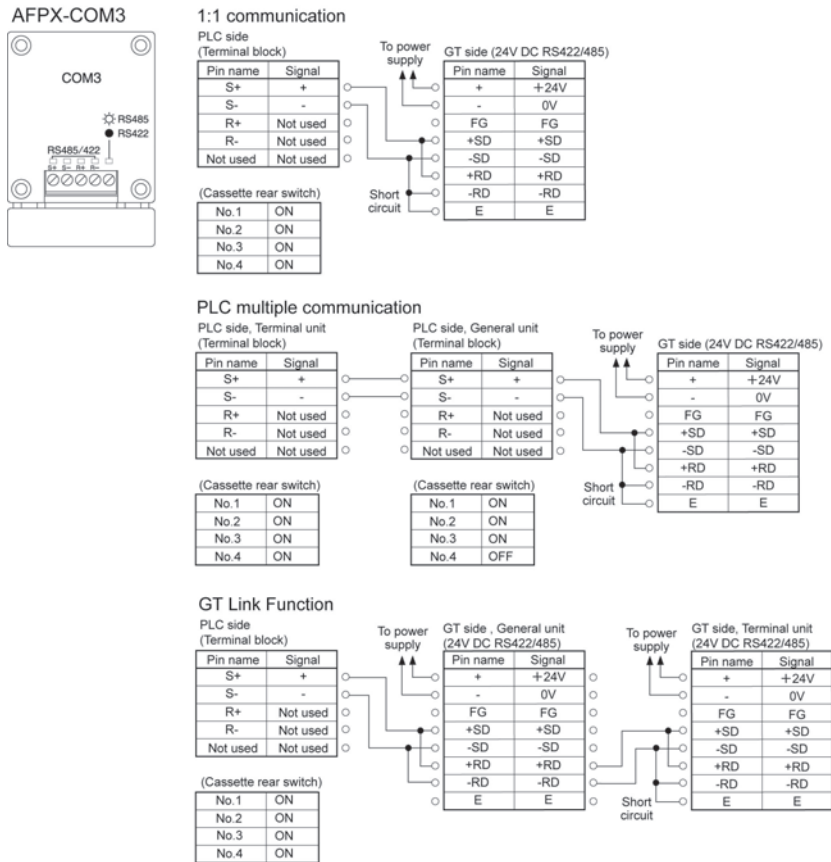 AFPX-COM3
COM3
RS485
RS422
RS485/422
S+ S- R+ R-
1:1 communication
PLC side
(Terminal block)
Pin name Signal
S+ +
S- -
R+ Not used
R- Not used
Not used Not used
(Cassette rear switch)
No.1 ON
No.2 ON
No.3 ON
No.4 ON
To power
supply
Short
circuit
GT side (24V DC RS422/485)
Pin name Signal
+ +24V
- 0V
FG FG
+SD +SD
-SD -SD
+RD +RD
-RD -RD
E E
PLC multiple communication
PLC side, Terminal unit
(Terminal block)
Pin name Signal
S+ +
S- -
R+ Not used
R- Not used
Not used Not used
(Cassette rear switch)
No.1 ON
No.2 ON
No.3 ON
No.4 ON
PLC side, General unit
(Terminal block)
Pin name Signal
S+ +
S- -
R+ Not used
R- Not used
Not used Not used
(Cassette rear switch)
No.1 ON
No.2 ON
No.3 ON
No.4 OFF
To power
supply
Short
circuit
GT side (24V DC RS422/485)
Pin name Signal
+ +24V
- 0V
FG FG
+SD +SD
-SD -SD
+RD +RD
-RD -RD
E E
GT Link Function
PLC side
(Terminal block)
Pin name Signal
S+ +
S- -
R+ Not used
R- Not used
Not used Not used
(Cassette rear switch)
No.1 ON
No.2 ON
No.3 ON
No.4 ON
To power
supply
GT side , General unit
(24V DC RS422/485)
Pin name Signal
+ +24V
- 0V
FG FG
+SD +SD
-SD -SD
+RD +RD
-RD -RD
E E
To power
supply
Short
circuit
GT side, Terminal unit
(24V DC RS422/485)
Pin name Signal
+ +24V
- 0V
FG FG
+SD +SD
-SD -SD
+RD +RD
-RD -RD
E E